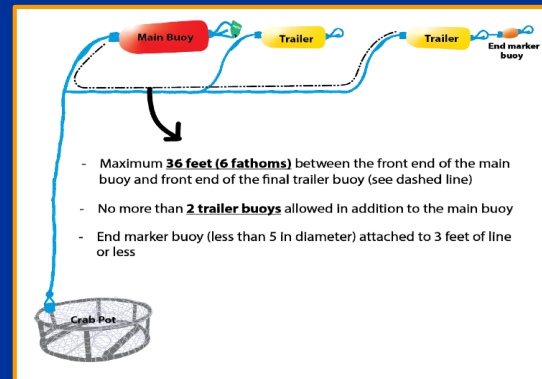 Main Buoy
Trailer
Trailer
End marker
buoy
- Maximum 36 feet (6 fathoms) between the front end of the main
buoy and front end of the final trailer buoy (see dashed line)
- No more than 2 trailer buoys allowed in addition to the main buoy
- End marker buoy (less than 5 in diameter) attached to 3 feet of line
or less
Crab Pot